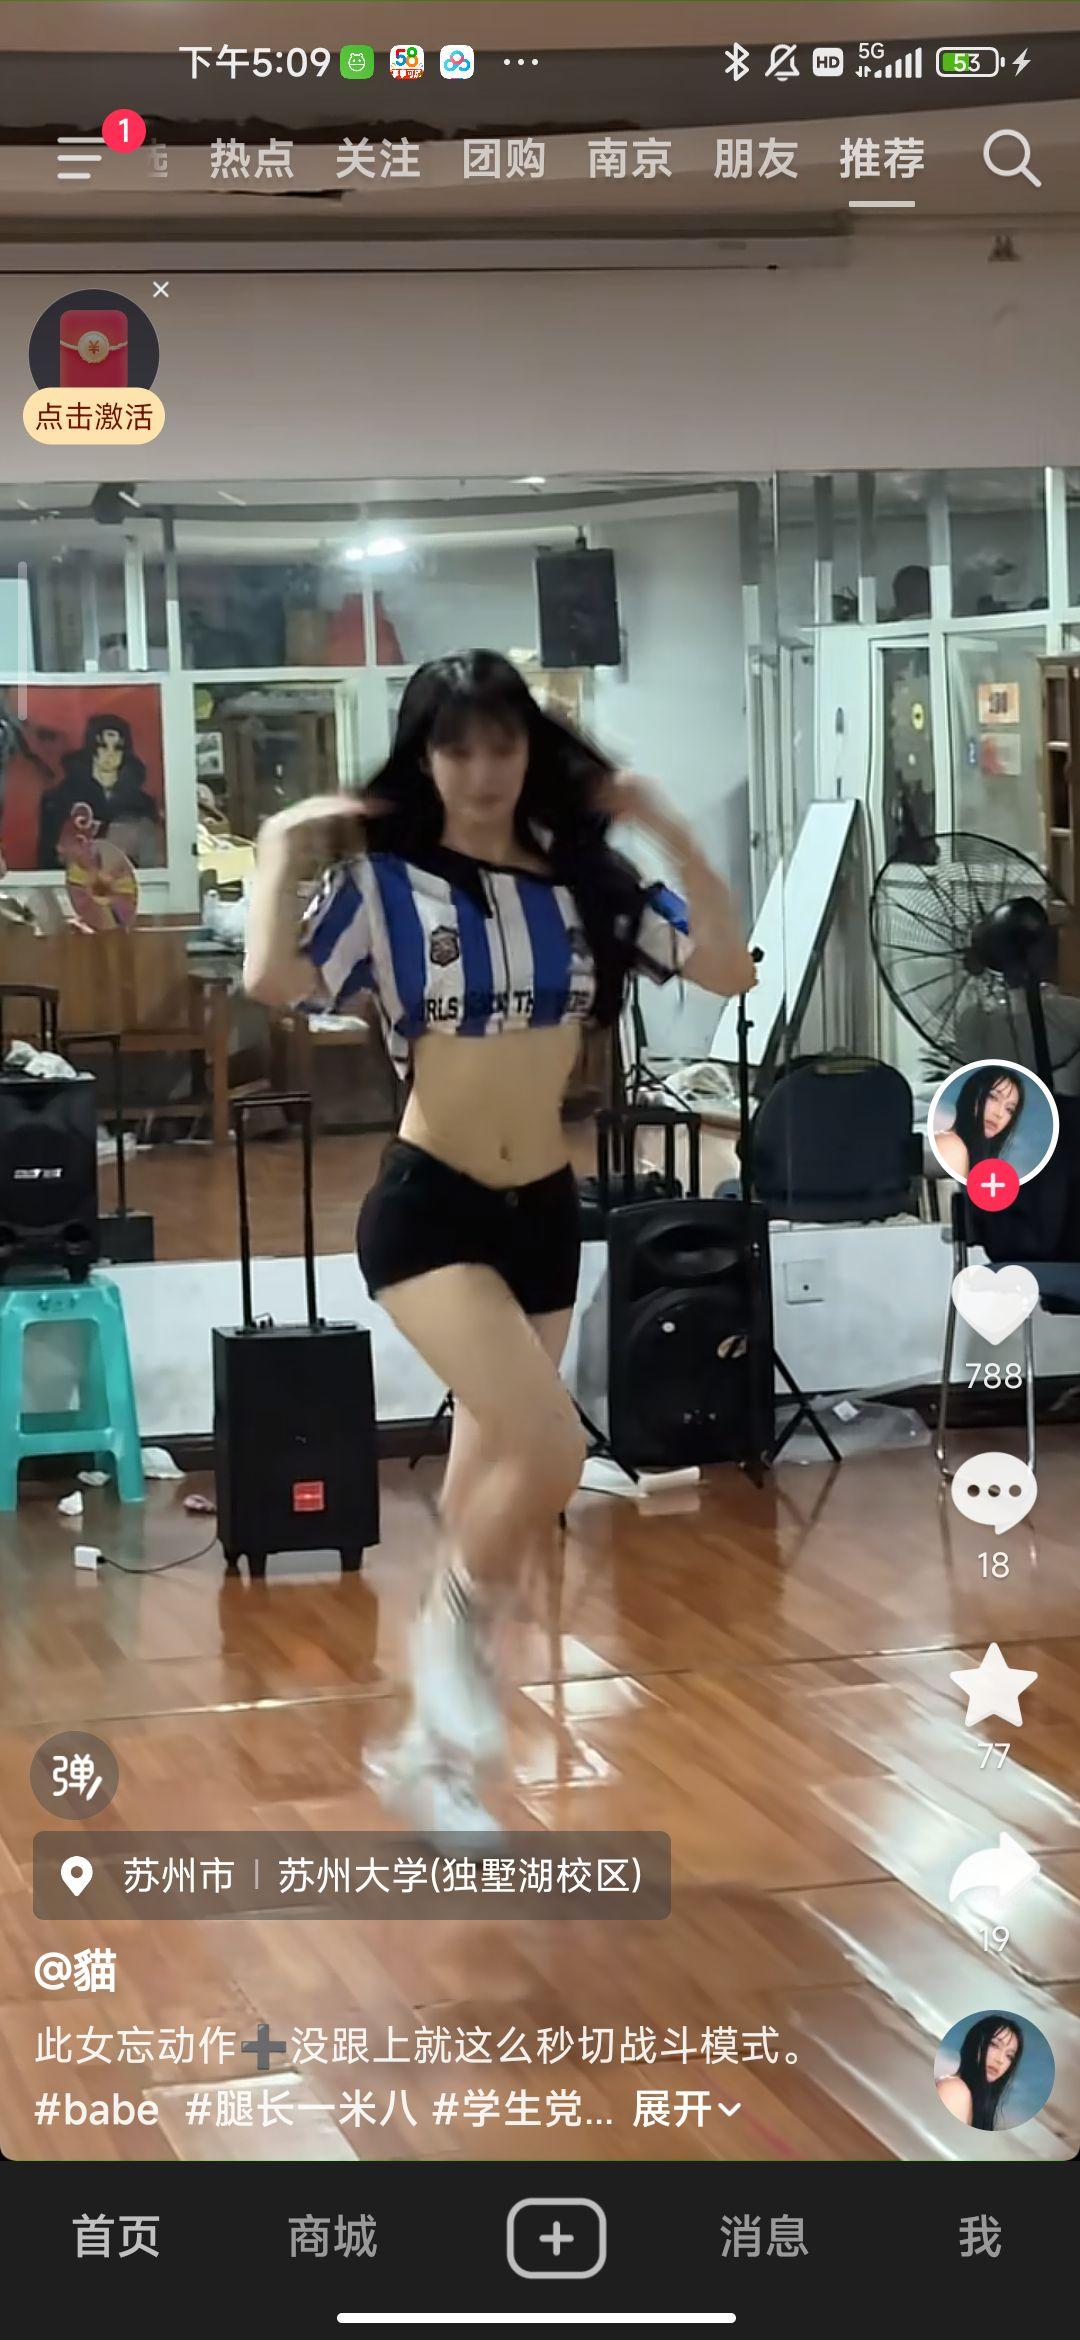 下午5:09
58
HD
5G
53
1
热点 关注 团购 南京 朋友 推荐
点击激活
788
18
77
弹
苏州市 | 苏州大学(独墅湖校区)
19
@貓
此女忘动作➕没跟上就这么秒切战斗模式。
#babe #腿长一米八 #学生党... 展开
首页 商城 消息 我